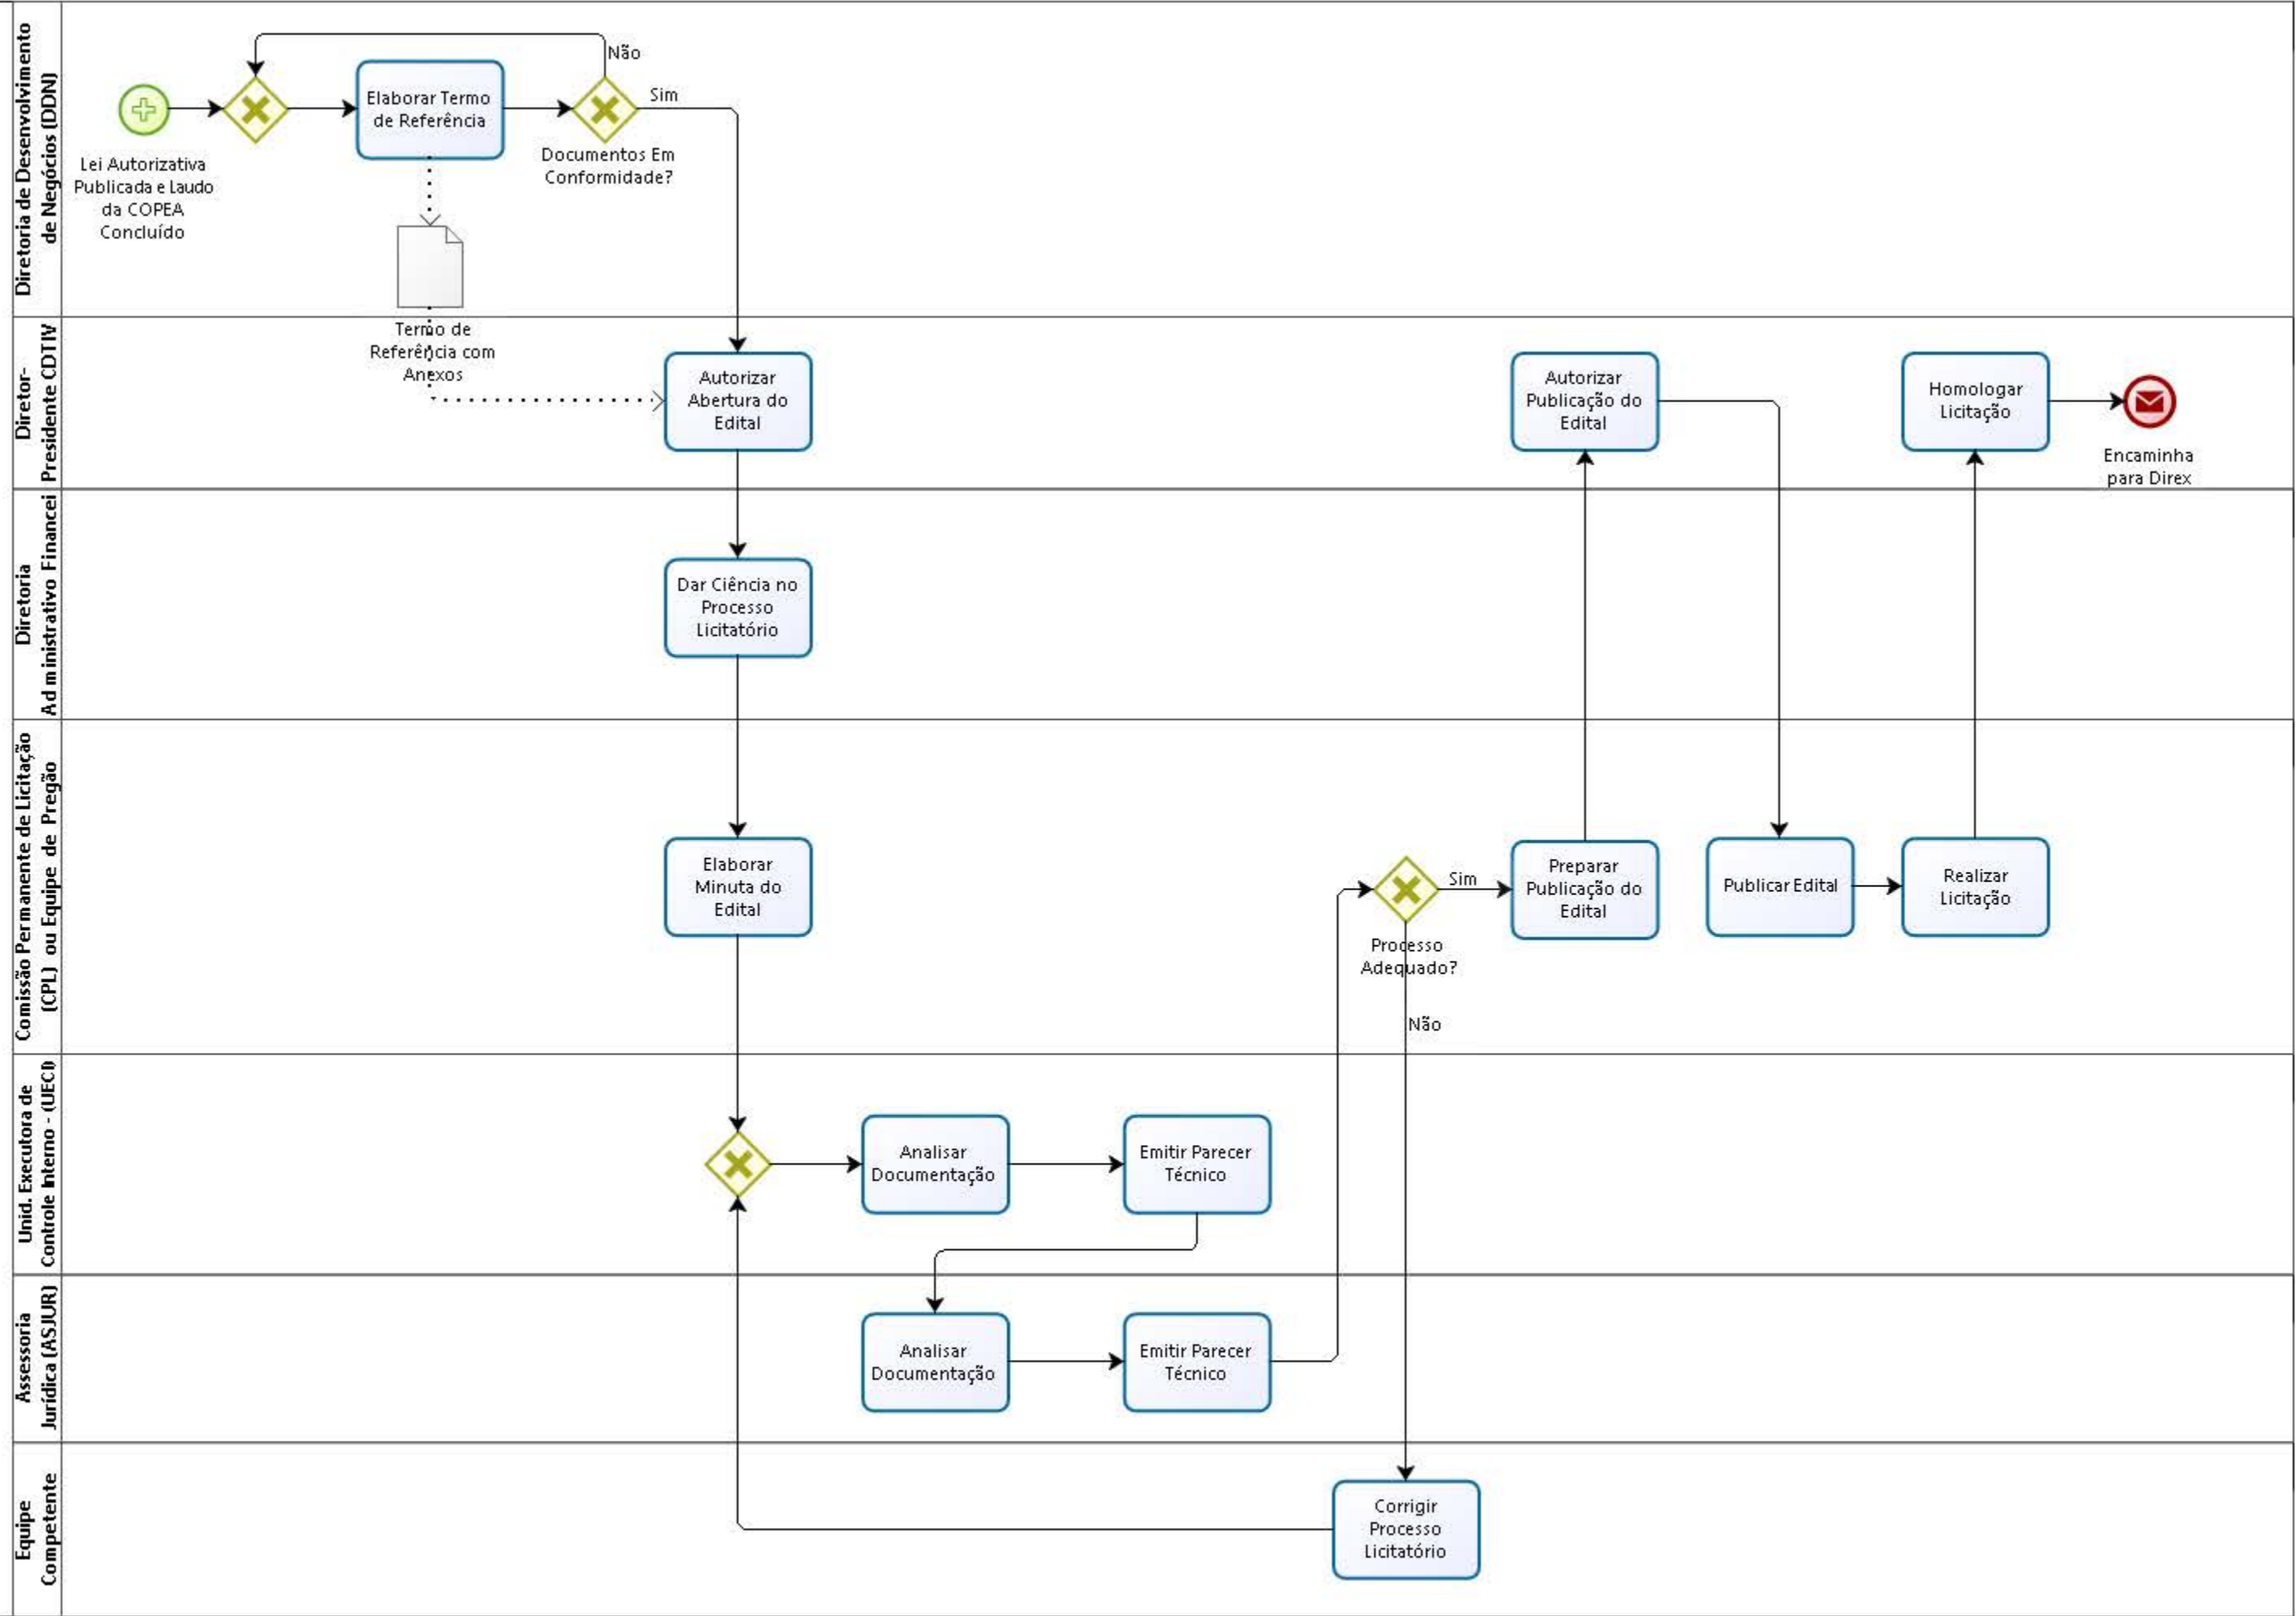 Diretoria de Desenvolvimento
de Negócios (DDN)
Lei Autorizativa
Publicada e Laudo
da COPEA
Concluído
Elaborar Termo
de Referência
Não
Sim
Documentos Em
Conformidade?
Termo de
Referência com
Anexos
Diretor-
Presidente CDTIV
Autorizar
Abertura do
Edital
Autorizar
Publicação do
Edital
Homologar
Licitação
Encaminha
para Direx
Diretoria
Administrativo Financei
Dar Ciência no
Processo
Licitatório
Comissão Permanente de Licitação
(CPL) ou Equipe de Pregão
Elaborar
Minuta do
Edital
Processo
Adequado?
Sim
Não
Preparar
Publicação do
Edital
Publicar Edital
Realizar
Licitação
Unid. Executora de
Controle Interno - (UECI)
Analisar
Documentação
Emitir Parecer
Técnico
Assessoria
Jurídica (ASJUR)
Analisar
Documentação
Emitir Parecer
Técnico
Equipe
Competente
Corrigir
Processo
Licitatório